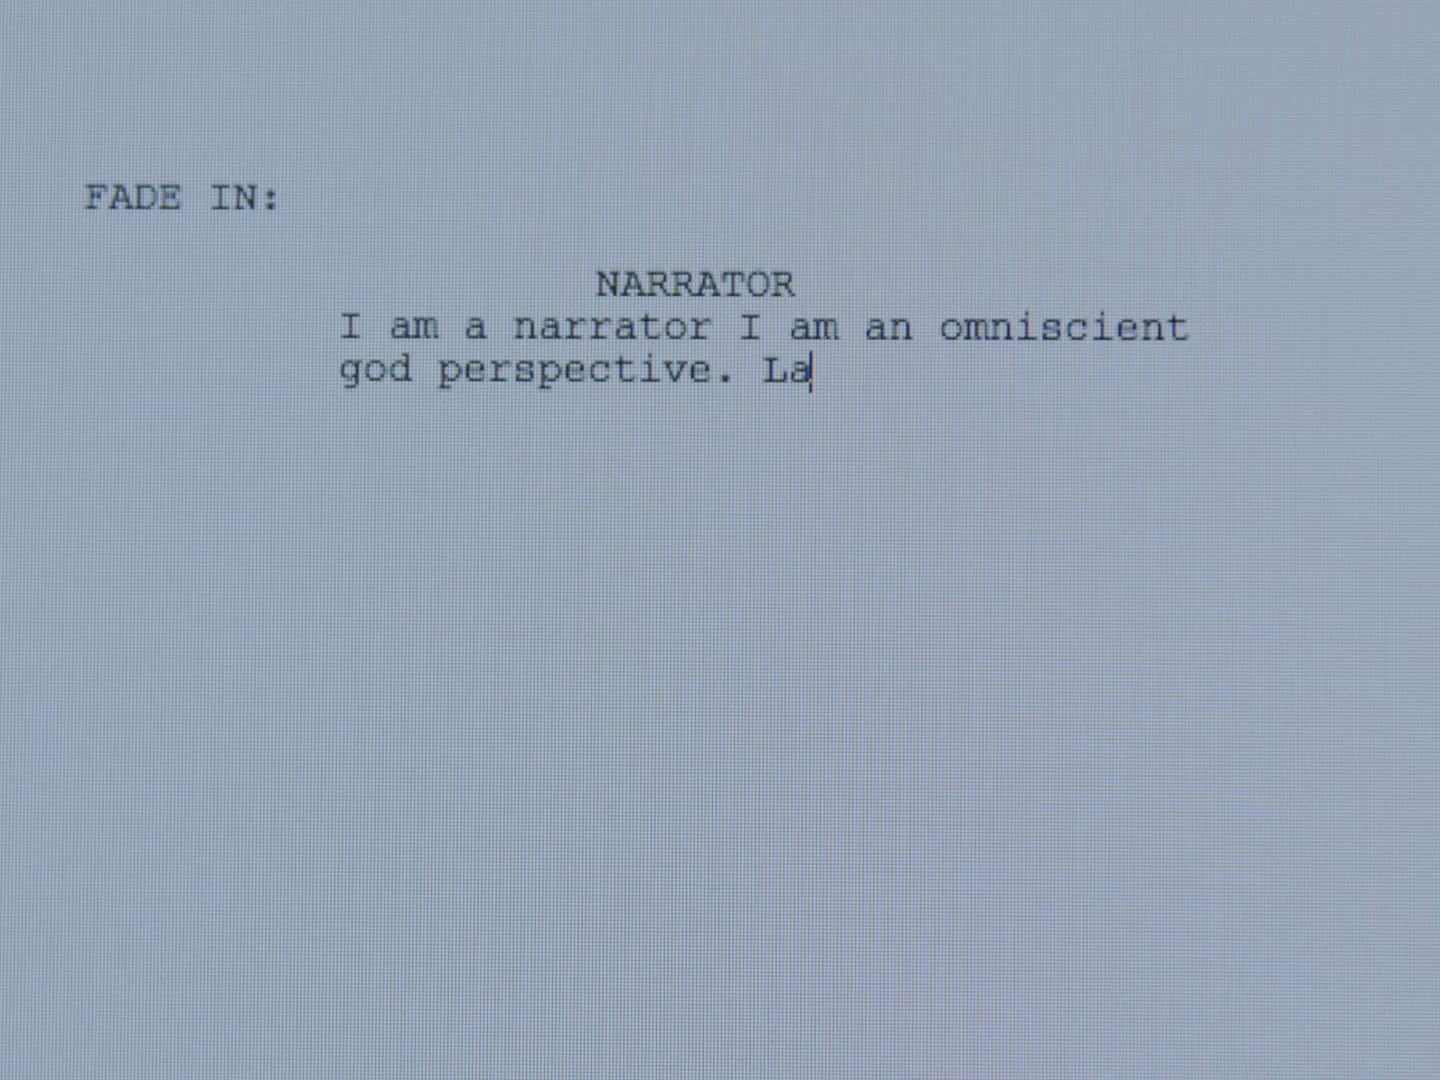 FADE IN:
NARRATOR
I am a narrator I am an omniscient
god perspective. La